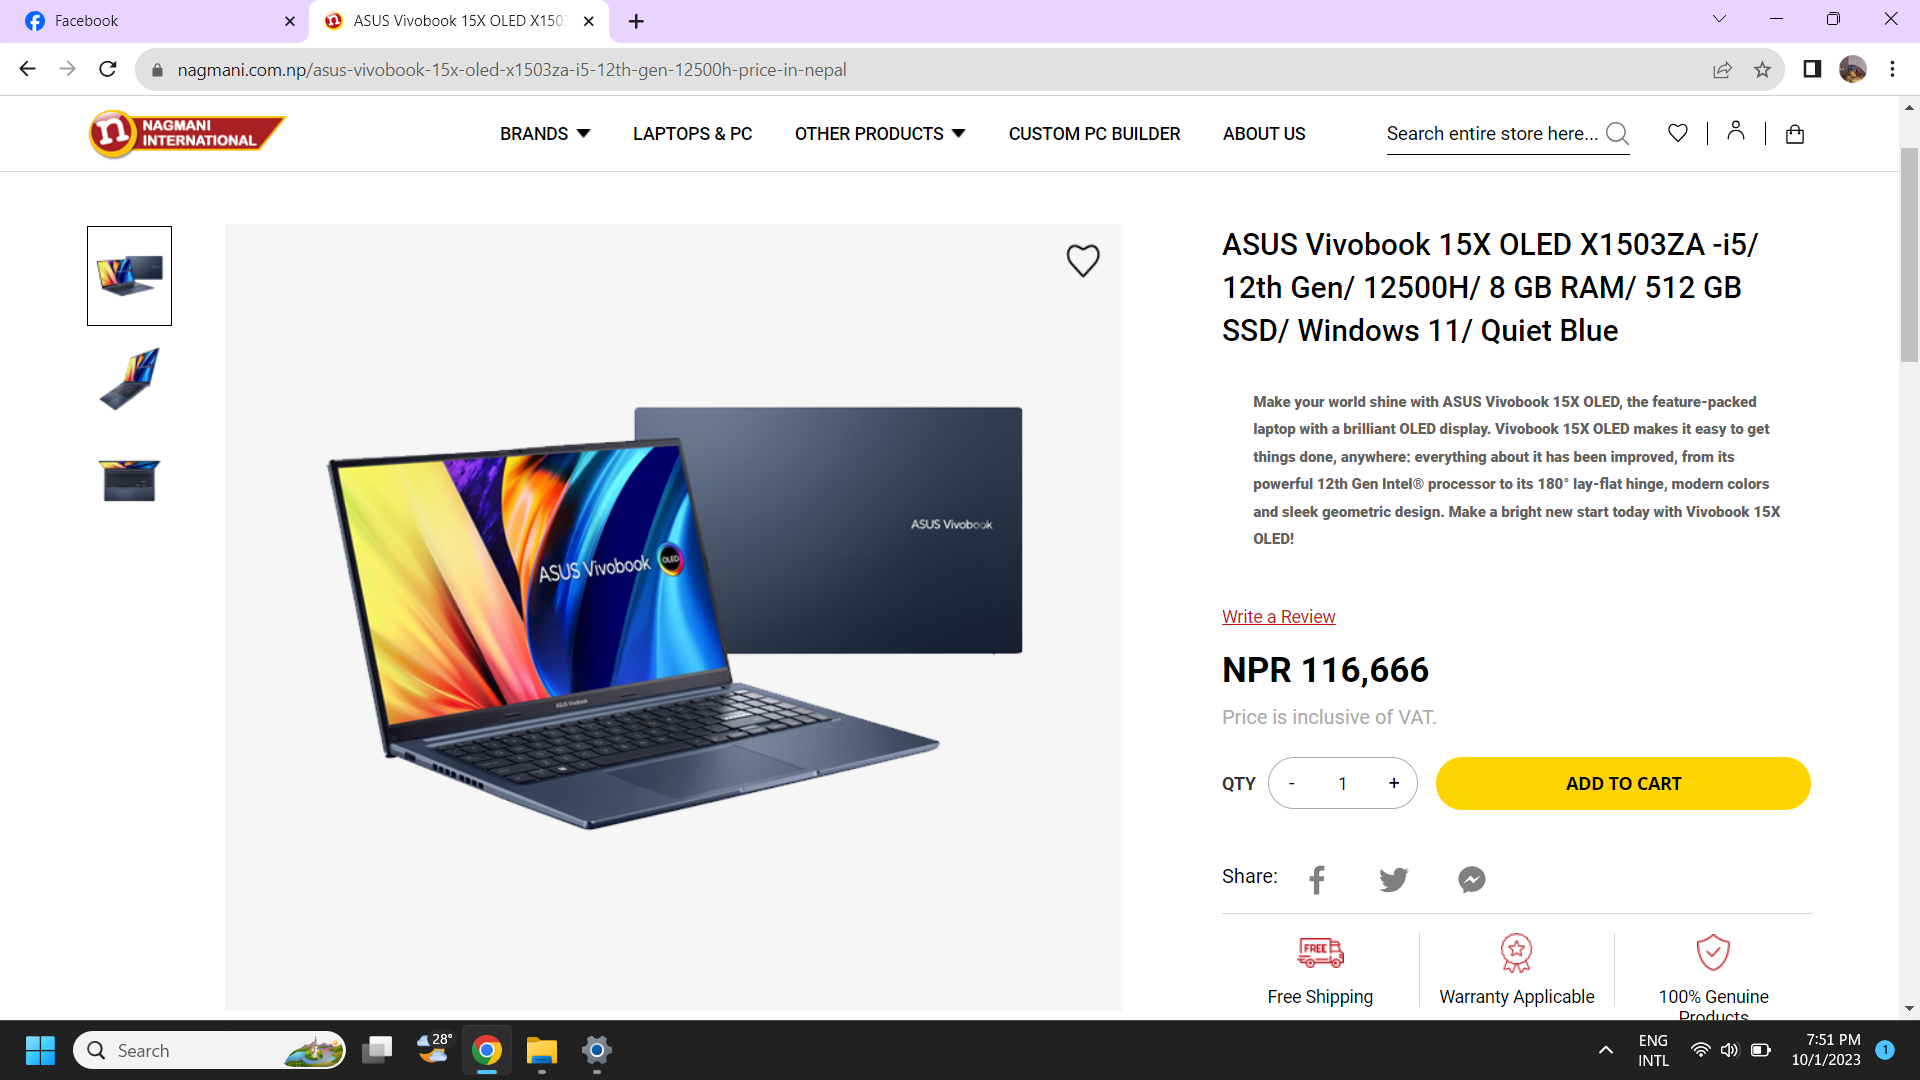 Facebook
ASUS Vivobook 15X OLED X1503
nagmani.com.np/asus-vivobook-15x-oled-x1503za-i5-12th-gen-12500h-price-in-nepal
n NAGMANI
INTERNATIONAL
BRANDS
LAPTOPS & PC
OTHER PRODUCTS
CUSTOM PC BUILDER
ABOUT US
Search entire store here...
ASUS Vivobook 15X OLED X1503ZA -i5/
12th Gen/ 12500H/ 8 GB RAM/ 512 GB
SSD/ Windows 11/ Quiet Blue
Make your world shine with ASUS Vivobook 15X OLED, the feature-packed
laptop with a brilliant OLED display. Vivobook 15X OLED makes it easy to get
things done, anywhere: everything about it has been improved, from its
powerful 12th Gen Intel® processor to its 180° lay-flat hinge, modern colors
and sleek geometric design. Make a bright new start today with Vivobook 15X
OLED!
ASUS Vivobook
ASUS Vivobook OLED
ASUS Vivobook
Write a Review
NPR 116,666
Price is inclusive of VAT.
QTY - 1 +
ADD TO CART
Share:
FREE
Free Shipping
Warranty Applicable
100% Genuine
Products
Search
28°
ENG
INTL
7:51 PM
10/1/2023
1